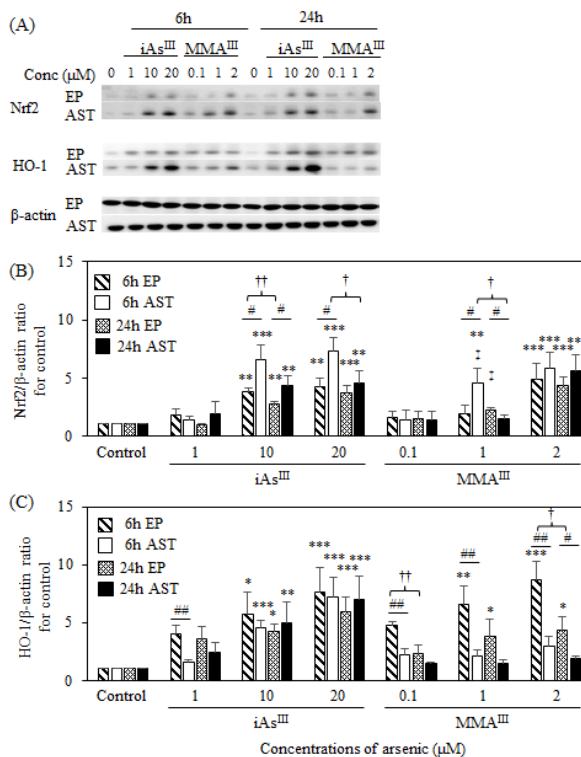 (A)
6h 24h
iAsIII MMAIII iAsIII MMAIII
Conc (μM) 0 1 10 20 0.1 1 2 0 1 10 20 0.1 1 2
Nrf2 EP
AST
HO-1 EP
AST
β-actin EP
AST
(B)
15
10
5
0
Nrf2/β-actin ratio
for control
6h EP
6h AST
24h EP
24h AST
†† † †
# # # # #
*** *** ** *** *** *** **
** ** ** ** ** ** ‡ ‡
Control 1 10 20 0.1 1 2
iAsIII MMAIII
(C)
15
10
5
0
HO-1/β-actin ratio
for control
6h EP
6h AST
24h EP
24h AST
†† †
## ## ## ## #
* *** * ** *** *** *** *** ** * *** *
Control 1 10 20 0.1 1 2
iAsIII MMAIII
Concentrations of arsenic (μM)